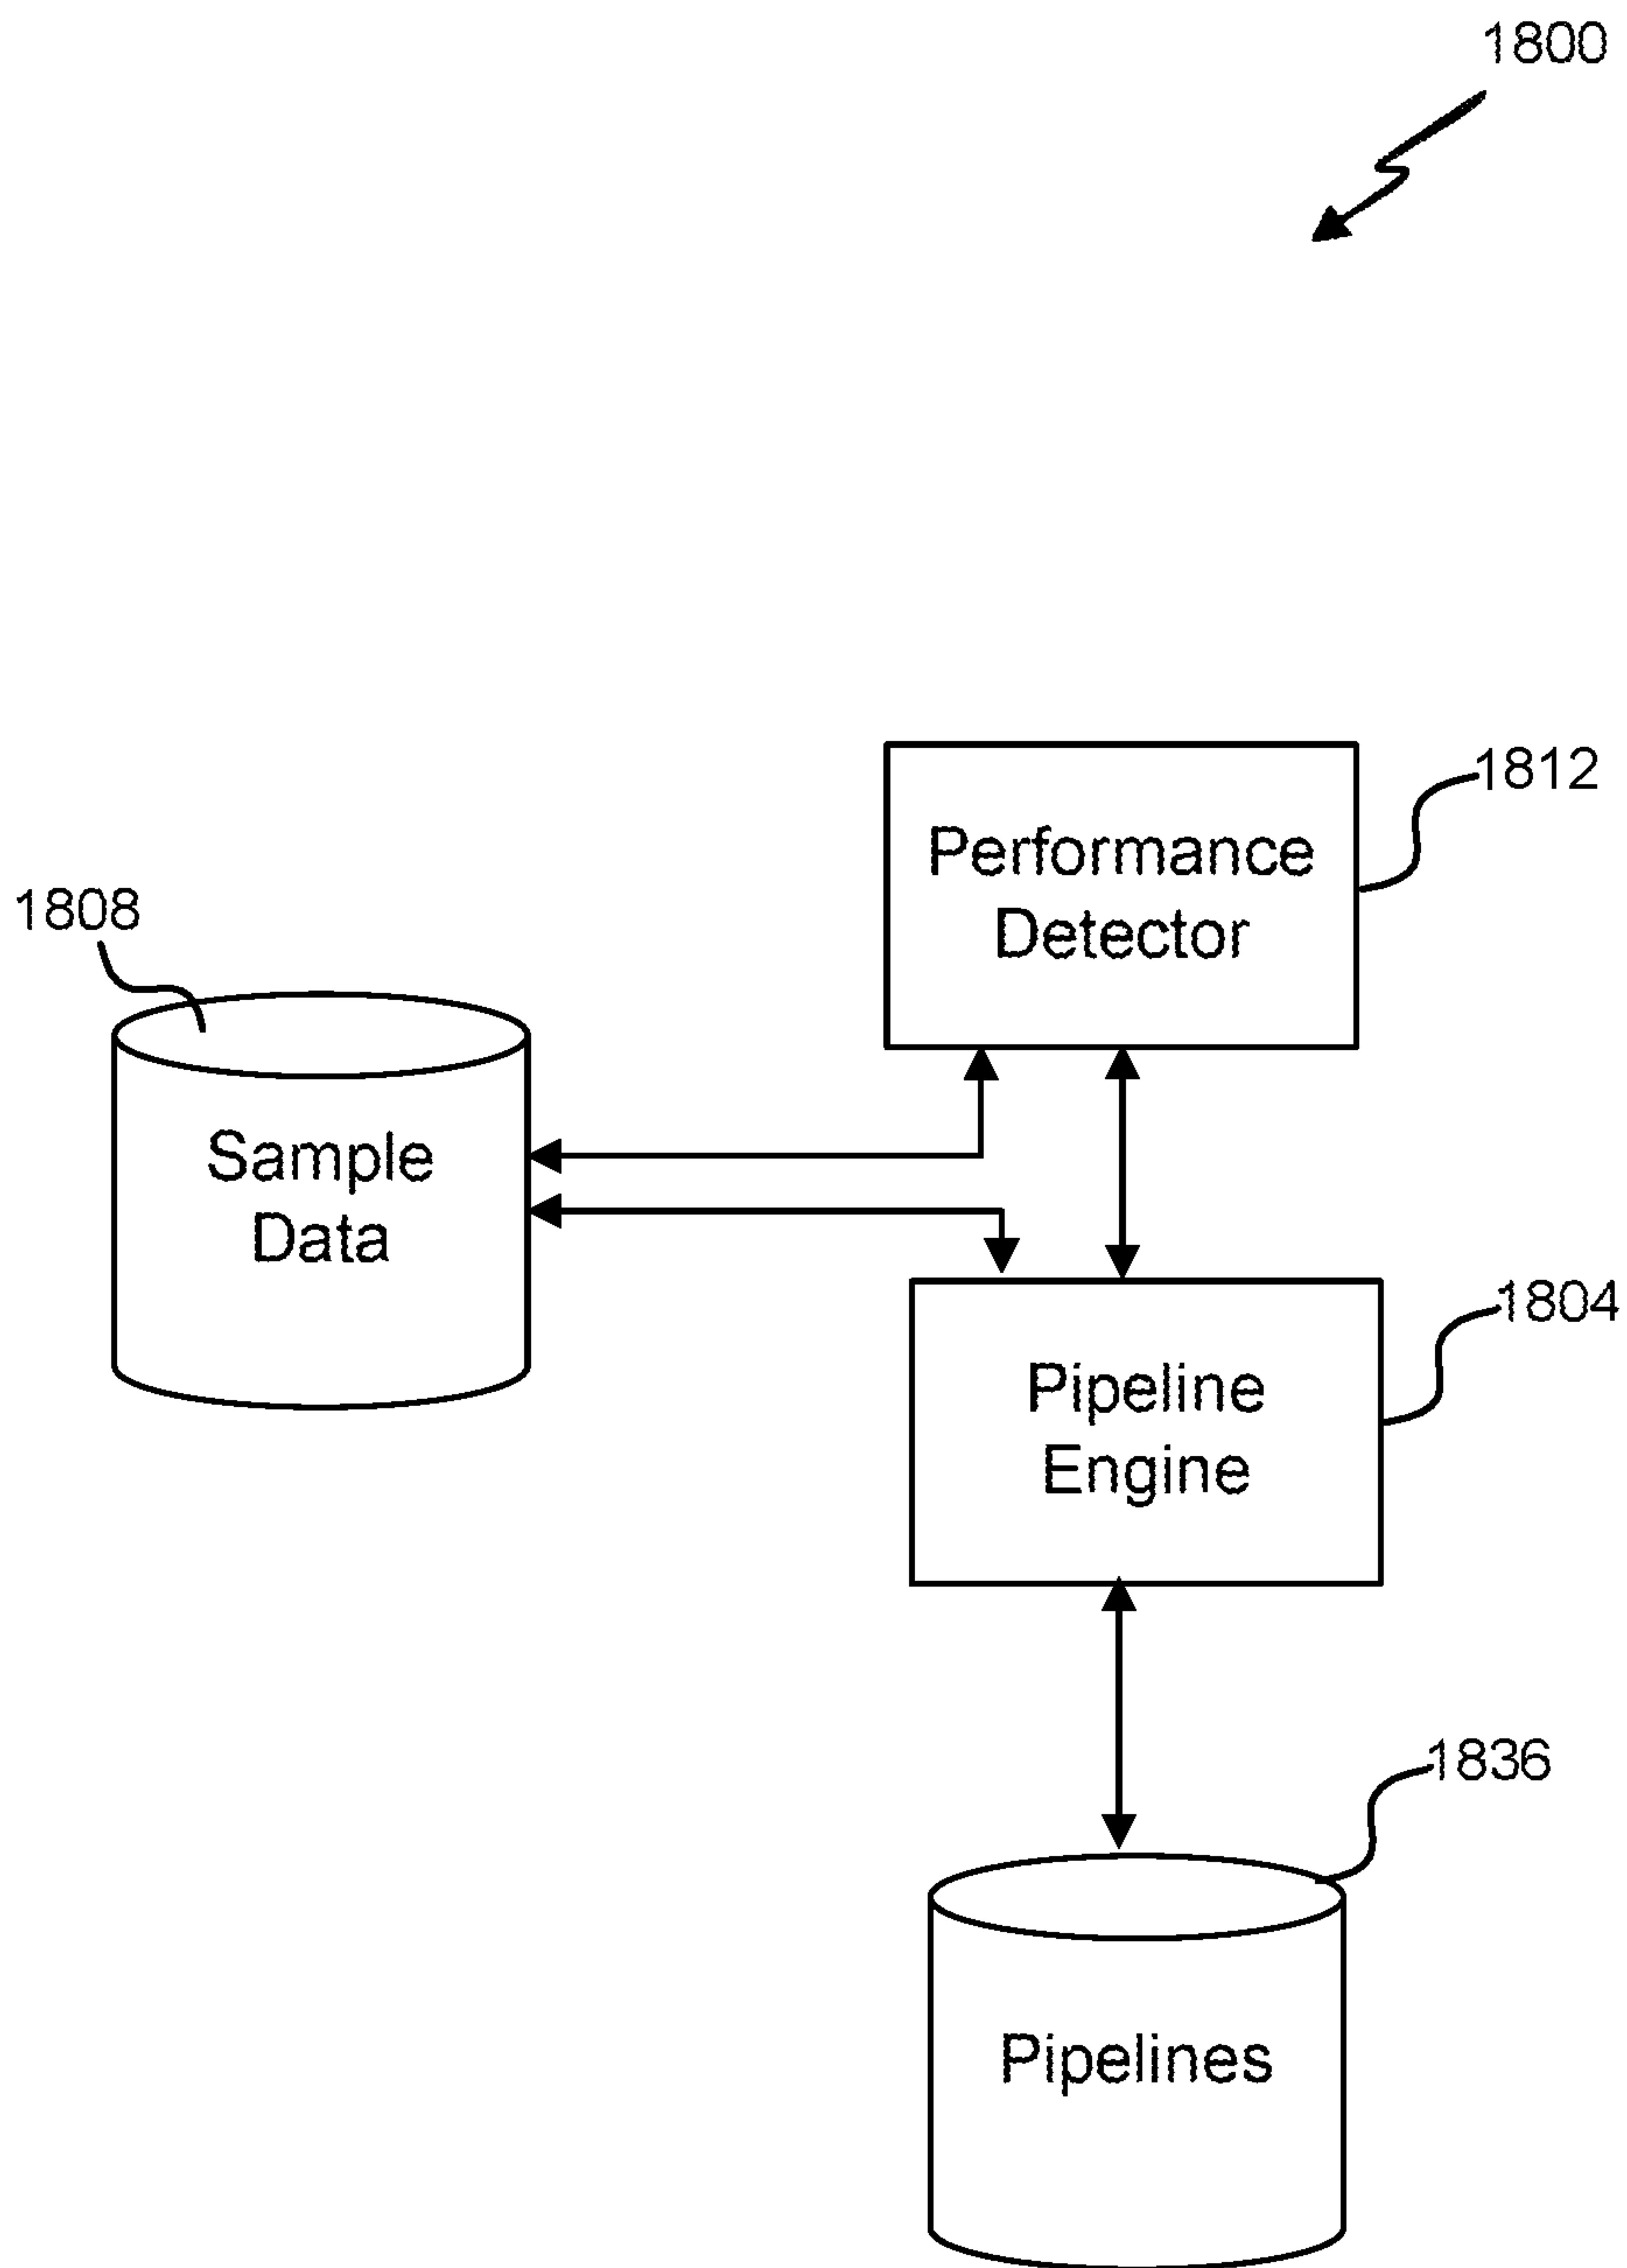 1800
1812
Performance
Detector
1808
Sample
Data
1804
Pipeline
Engine
1836
Pipelines